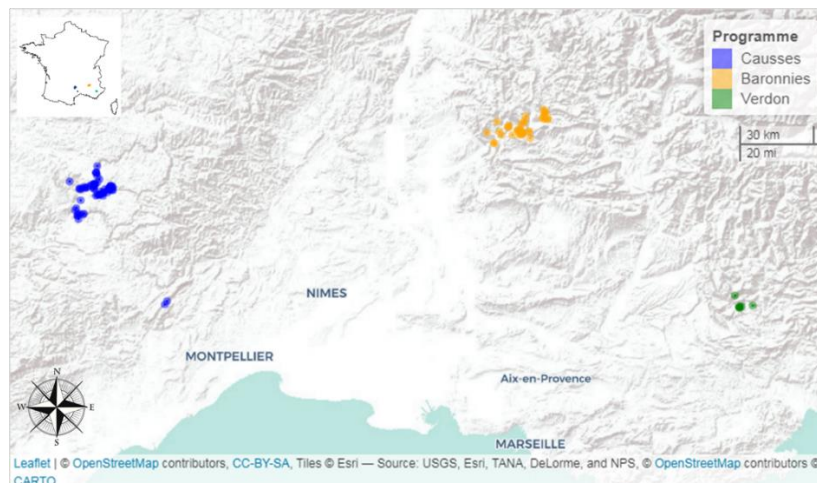 Programme
Causses
Baronnies
Verdon
30 km
20 mi
NIMES
MONTPELLIER
Aix-en-Provence
MARSEILLE
N
W
E
S
Leaflet | © OpenStreetMap contributors, CC-BY-SA, Tiles © Esri — Source: USGS, Esri, TANA, DeLorme, and NPS, © OpenStreetMap contributors ©
CARTO